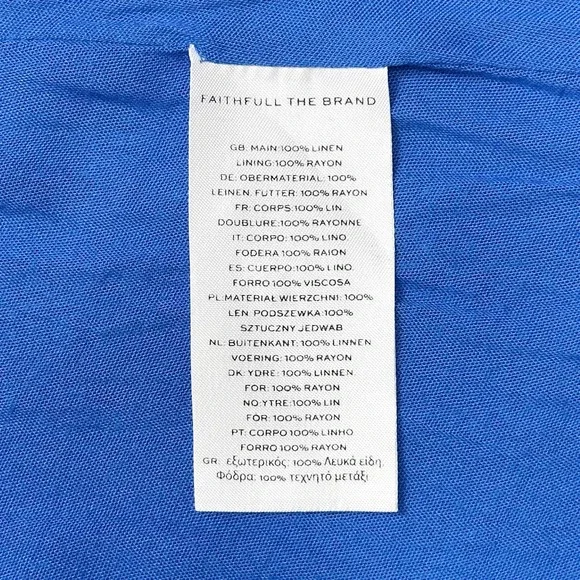 FAITHFULL THE BRAND
GB: MAIN:100% LINEN
LINING:100% RAYON
DE: OBERMATERIAL: 100%
LEINEN. FUTTER: 100% RAYON
FR: CORPS:100% LIN
DOUBLURE:100% RAYONNE
IT: CORPO:100% LINO.
FODERA 100% RAION
ES: CUERPO:100% LINO.
FORRO 100% VISCOSA
PL:MATERIAŁ WIERZCHNI: 100%
LEN. PODSZEWKA: 100%
SZTUCZNY JEDWAB
NL: BUITENKANT: 100% LINNEN
VOERING: 100% RAYON
DK: YDRE: 100% LINNEN.
FOR: 100% RAYON
NO:YTRE: 100% LIN
FÔR: 100% RAYON
PT: CORPO 100% LINHO
FORRO 100% RAYON
GR: εξωτερικός: 100% Λευκά είδη.
Φόδρα: 100% τεχνητό μετάξι